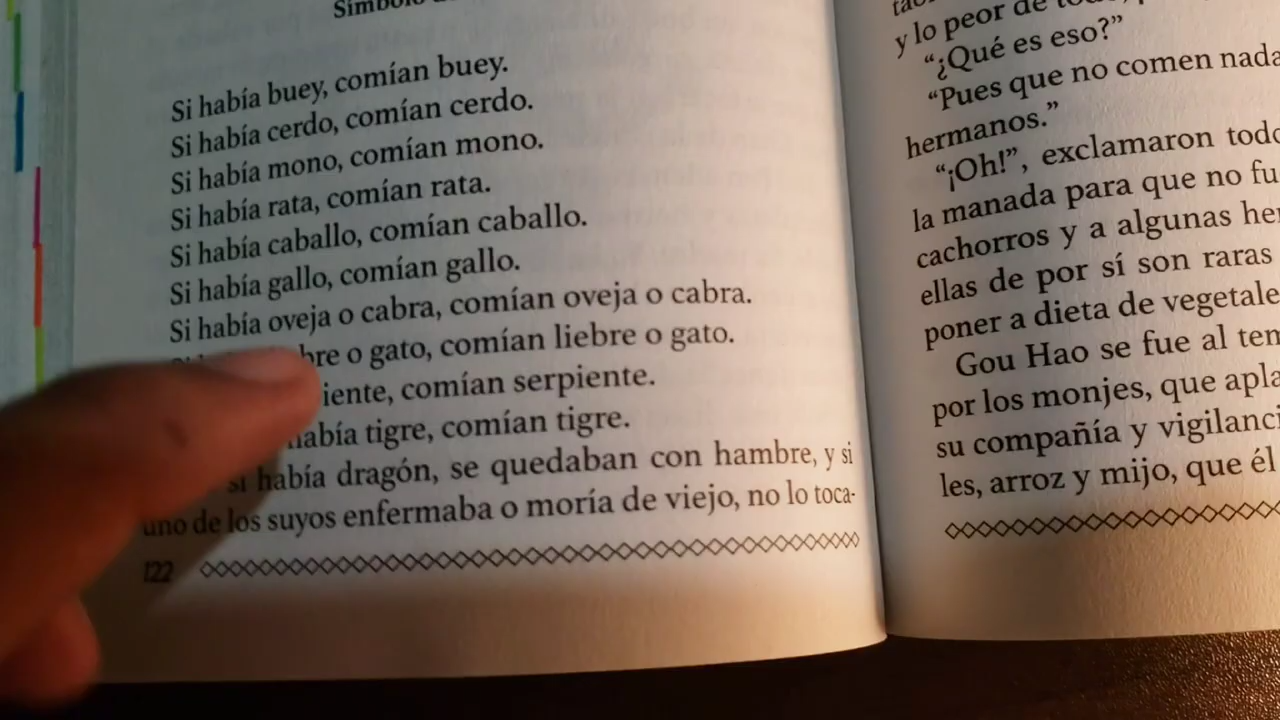 Símbolo
Si había buey, comían buey.
Si había cerdo, comían cerdo.
Si había mono, comían mono.
Si había rata, comían rata.
Si había caballo, comían caballo.
Si había gallo, comían gallo.
Si había oveja o cabra, comían oveja o cabra.
o gato, comían liebre o gato.
comían serpiente.
había tigre, comían tigre.
si había dragón, se quedaban con hambre, y si
uno de los suyos enfermaba o moría de viejo, no lo toca-
122
y lo peor de
“¿Qué es eso?”
“Pues que no comen nada
hermanos.”
“¡Oh!”, exclamaron
la manada para que no
cachorros y a algunas
ellas de por sí son raras
poner a dieta de
Gou Hao se fue al
por los monjes, que
su compañía y
les, arroz y mijo, que él